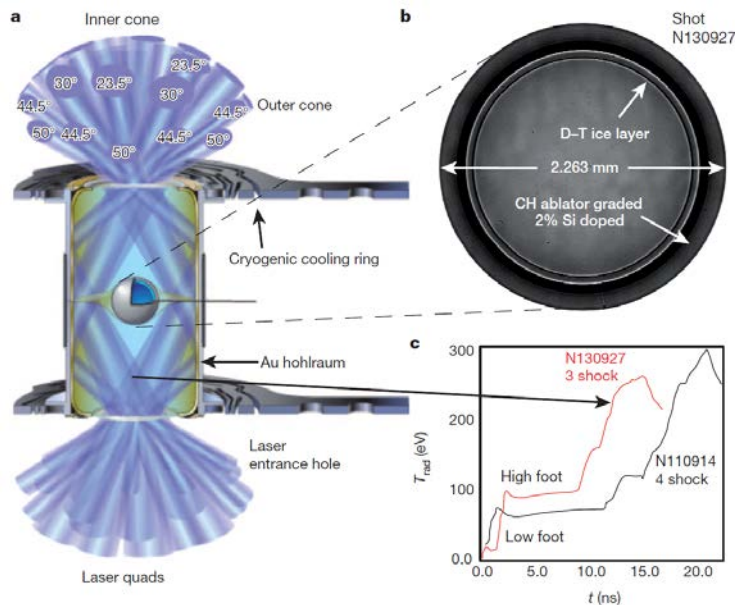 a
Inner cone
23.5°
30°
23.5°
30°
44.5°
44.5°
Outer cone
50°
44.5°
44.5°
50°
50°
Cryogenic cooling ring
Au hohlraum
Laser
entrance hole
Laser quads
b
Shot
N130927
D–T ice layer
2.263 mm
CH ablator graded
2% Si doped
c
300
200
100
0.0
T rad (eV)
N130927
3 shock
High foot
N110914
4 shock
Low foot
0.0
5.0
10.0
15.0
20.0
t (ns)